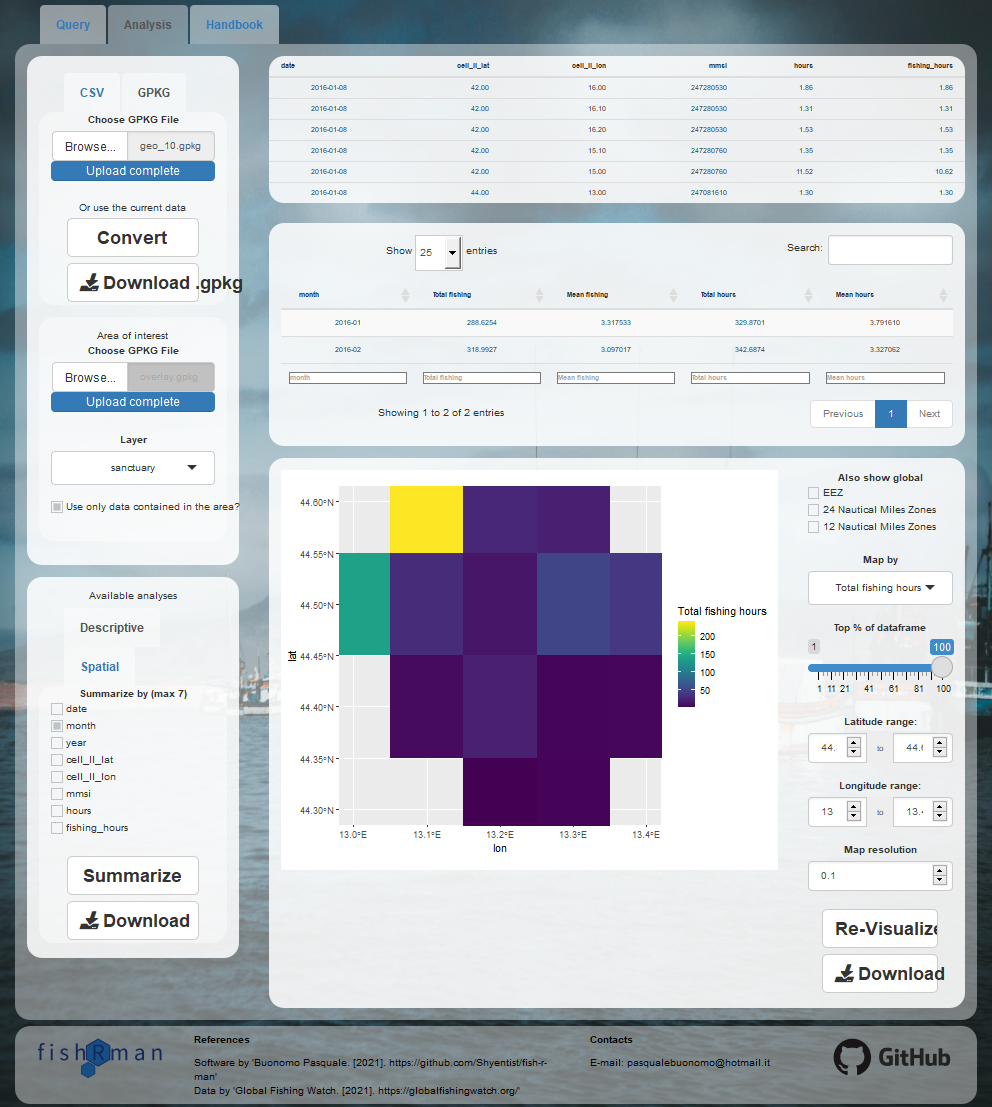 Query Analysis Handbook
CSV GPKG
Choose GPKG File
Browse... geo_10.gpkg
Upload complete
Or use the current data
Convert
Download .gpkg
Area of interest
Choose GPKG File
Browse... overlay.gpkg
Upload complete
Layer
sanctuary
Use only data contained in the area?
Available analyses
Descriptive
Spatial
Summarize by (max 7)
date
month
year
cell_ll_lat
cell_ll_lon
mmsi
hours
fishing_hours
Summarize
Download
date cell_ll_lat cell_ll_lon mmsi hours fishing_hours
2016-01-08 42.00 16.00 247280530 1.86 1.86
2016-01-08 42.00 16.10 247280530 1.31 1.31
2016-01-08 42.00 16.20 247280530 1.53 1.53
2016-01-08 42.00 15.10 247280760 1.35 1.35
2016-01-08 42.00 15.00 247280760 11.52 10.62
2016-01-08 44.00 13.00 247081610 1.30 1.30
Show 25 entries Search:
month Total fishing Mean fishing Total hours Mean hours
2016-01 288.6254 3.317533 329.8701 3.791610
2016-02 318.9927 3.097017 342.6874 3.327062
month Total fishing Mean fishing Total hours Mean hours
Showing 1 to 2 of 2 entries Previous 1 Next
44.60°N
44.55°N
44.50°N
44.45°N
44.40°N
44.35°N
44.30°N
lat
13.0°E 13.1°E 13.2°E 13.3°E 13.4°E
lon
Total fishing hours
200
150
100
50
Also show global
EEZ
24 Nautical Miles Zones
12 Nautical Miles Zones
Map by
Total fishing hours
Top % of dataframe
1 100
1 11 21 41 61 81 100
Latitude range:
44. to 44.
Longitude range:
13 to 13.
Map resolution
0.1
Re-Visualize
Download
fishRman
References
Software by 'Buonomo Pasquale. [2021]. https://github.com/Shyentist/fish-r-
man'
Data by 'Global Fishing Watch. [2021]. https://globalfishingwatch.org/'
Contacts
E-mail: pasqualebuonomo@hotmail.it
GitHub